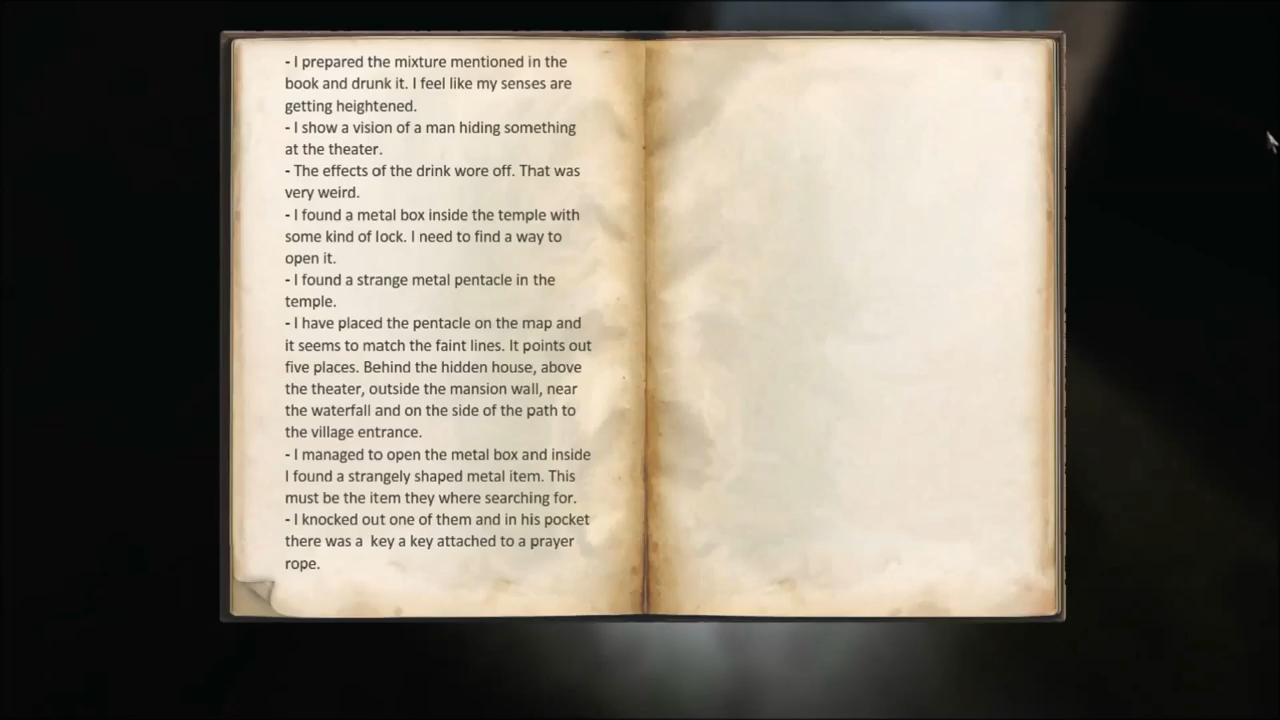 - I prepared the mixture mentioned in the
book and drunk it. I feel like my senses are
getting heightened.
- I show a vision of a man hiding something
at the theater.
- The effects of the drink wore off. That was
very weird.
- I found a metal box inside the temple with
some kind of lock. I need to find a way to
open it.
- I found a strange metal pentacle in the
temple.
- I have placed the pentacle on the map and
it seems to match the faint lines. It points out
five places. Behind the hidden house, above
the theater, outside the mansion wall, near
the waterfall and on the side of the path to
the village entrance.
- I managed to open the metal box and inside
I found a strangely shaped metal item. This
must be the item they where searching for.
- I knocked out one of them and in his pocket
there was a  key a key attached to a prayer
rope.